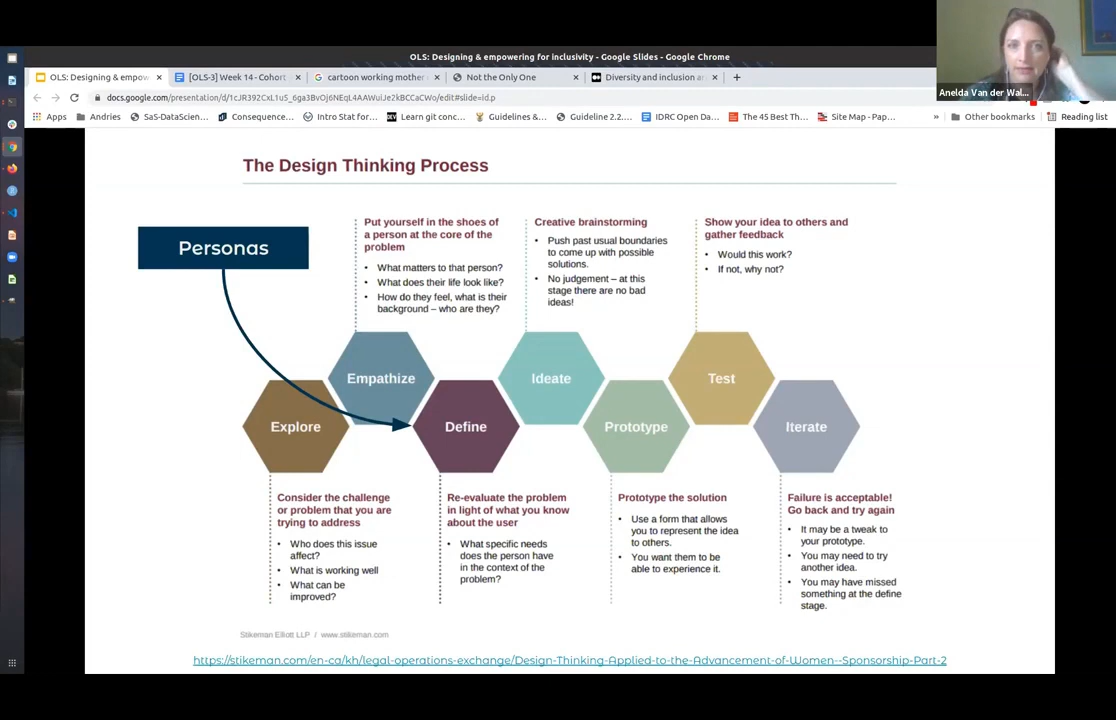 OLS: Designing & empowering for inclusivity - Google Slides - Google Chrome
OLS: Designing & empow
[OLS-3] Week 14 - Cohort
cartoon working mother
Not the Only One
Diversity and inclusion a
Anelda Van der Wal...
Apps
Andries
SaS-DataScien...
Consequence...
Intro Stat for...
Learn git conc...
Guidelines &...
Guideline 2.2....
IDRC Open Da...
The 45 Best Th...
Site Map - Pap...
»
Other bookmarks
Reading list
The Design Thinking Process
Personas
Put yourself in the shoes of
a person at the core of the
problem
• What matters to that person?
• What does their life look like?
• How do they feel, what is their
background – who are they?
Creative brainstorming
• Push past usual boundaries
to come up with possible
solutions.
• No judgement – at this
stage there are no bad
ideas!
Show your idea to others and
gather feedback
• Would this work?
• If not, why not?
Empathize
Ideate
Test
Explore
Define
Prototype
Iterate
Consider the challenge
or problem that you are
trying to address
• Who does this issue
affect?
• What is working well
• What can be
improved?
Re-evaluate the problem
in light of what you know
about the user
• What specific needs
does the person have
in the context of the
problem?
Prototype the solution
• Use a form that allows
you to represent the idea
to others.
• You want them to be
able to experience it.
Failure is acceptable!
Go back and try again
• It may be a tweak to
your prototype.
• You may need to try
another idea.
• You may have missed
something at the define
stage.
Stikeman Elliott LLP / www.stikeman.com
https://stikeman.com/en-ca/kh/legal-operations-exchange/Design-Thinking-Applied-to-the-Advancement-of-Women--Sponsorship-Part-2